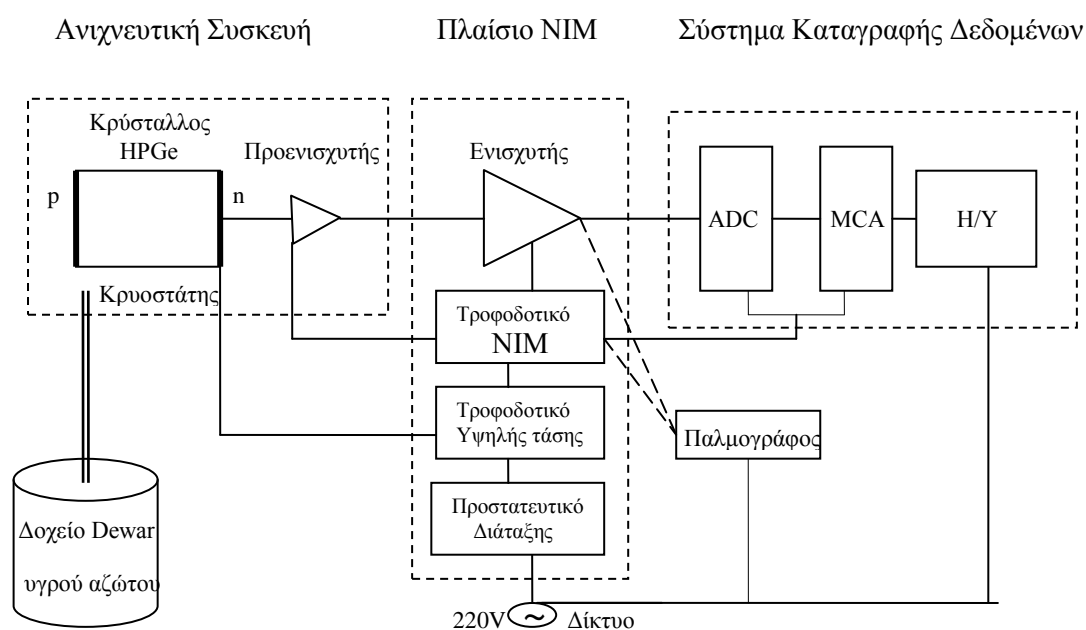 Ανιχνευτική Συσκευή
Πλαίσιο NIM
Σύστημα Καταγραφής Δεδομένων
Κρύσταλλος
HPGe
Προενισχυτής
Ενισχυτής
p
n
ADC
MCA
Η/Υ
Κρυοστάτης
Τροφοδοτικό
NIM
Τροφοδοτικό
Υψηλής τάσης
Παλμογράφος
Προστατευτικό
Διάταξης
Δοχείο Dewar
υγρού αζώτου
220V
~
Δίκτυο